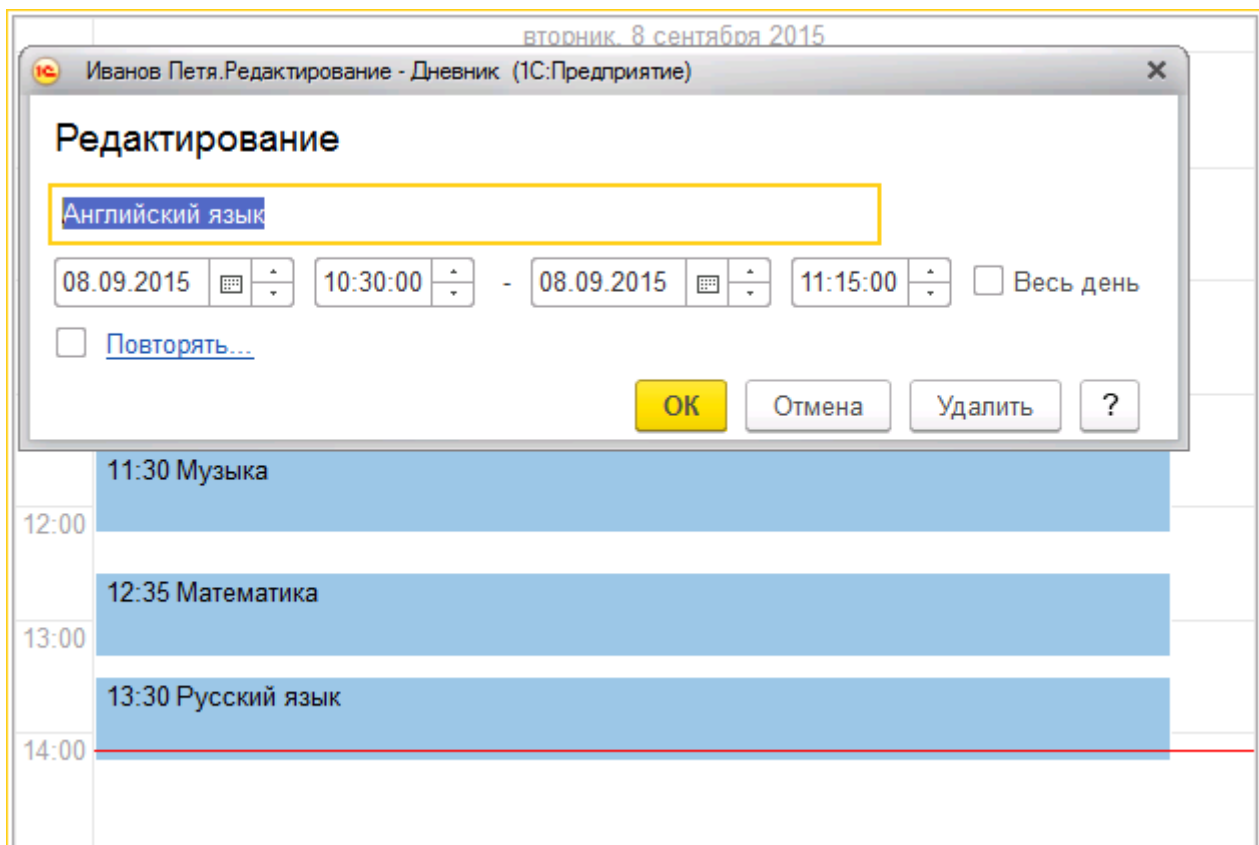 вторник, 8 сентября 2015
1С Иванов Петя.Редактирование - Дневник (1С:Предприятие)
Редактирование
Английский язык
08.09.2015 10:30:00 - 08.09.2015 11:15:00 Весь день
Повторять...
ОК Отмена Удалить ?
11:30 Музыка
12:00
12:35 Математика
13:00
13:30 Русский язык
14:00